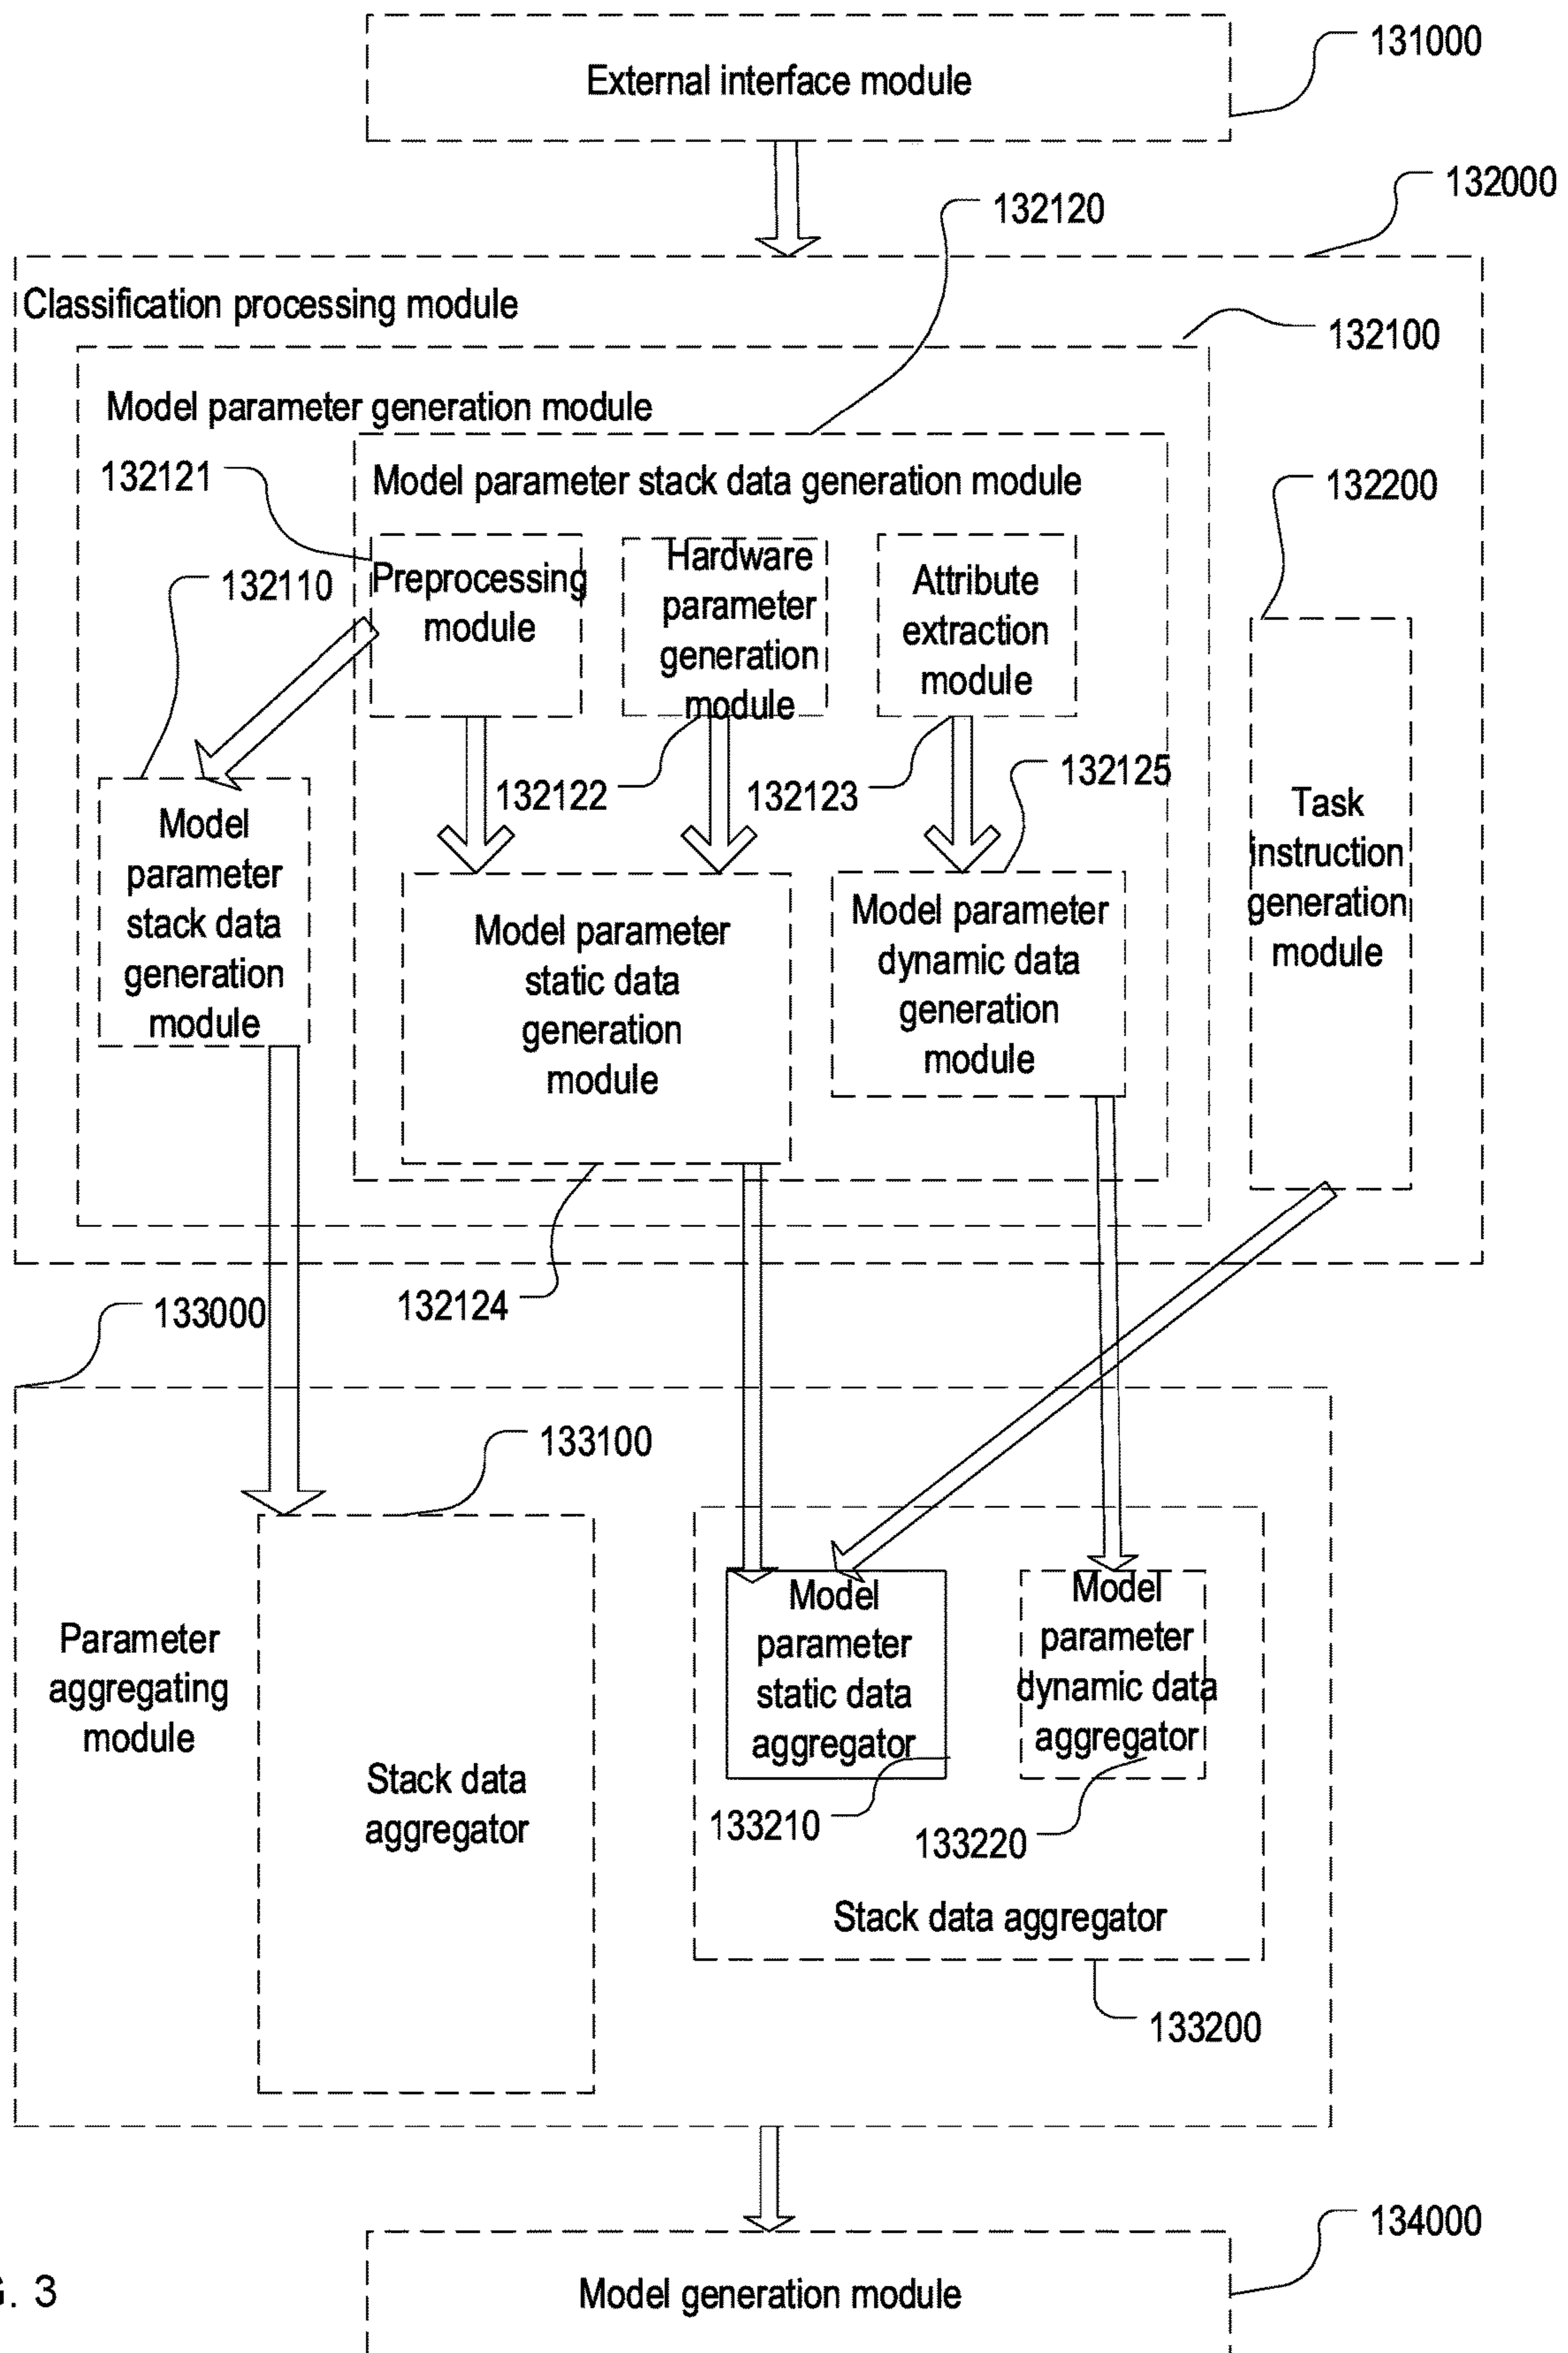 External interface module
131000
132000
132120
Classification processing module
132100
Model parameter generation module
132121
Model parameter stack data generation module
132200
132110
Preprocessing
module
Hardware
parameter
generation
module
Attribute
extraction
module
132122
132123
132125
Model
parameter
stack data
generation
module
Model parameter
static data
generation
module
Model parameter
dynamic data
generation
module
Task
instruction
generation
module
132124
133000
133100
Parameter
aggregating
module
Stack data
aggregator
Model
parameter
static data
aggregator
Model
parameter
dynamic data
aggregator
133210
133220
Stack data aggregator
133200
134000
Model generation module
. 3